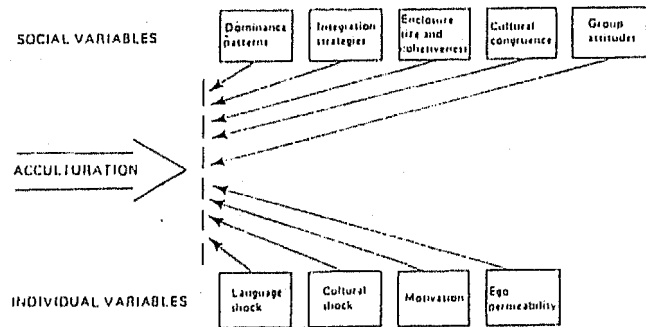 SOCIAL VARIABLES
Dominance
patterns
Integration
strategies
Enclosure
size and
cohesiveness
Cultural
congruence
Group
attitudes
ACCULTURATION
INDIVIDUAL VARIABLES
Language
shock
Cultural
shock
Motivation
Ego
permeability